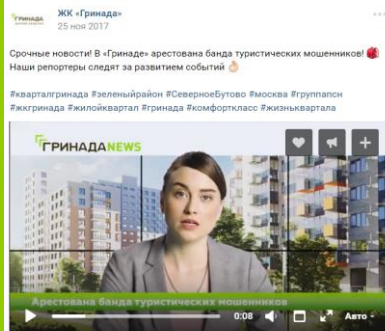 ЖК «Гринада»
25 ноя 2017
ГРИНАДА
Срочные новости! В «Гринаде» арестована банда туристических мошенников!
Наши репортеры следят за развитием событий
#кварталгринада #зеленыйрайон #СеверноеБутово #москва #группапсн
#жкгринада #жилойквартал #гринада #комфорткласс #жизньквартала
ГРИНАДАNEWS
Арестована банда туристических мошенников
0:08
Авто